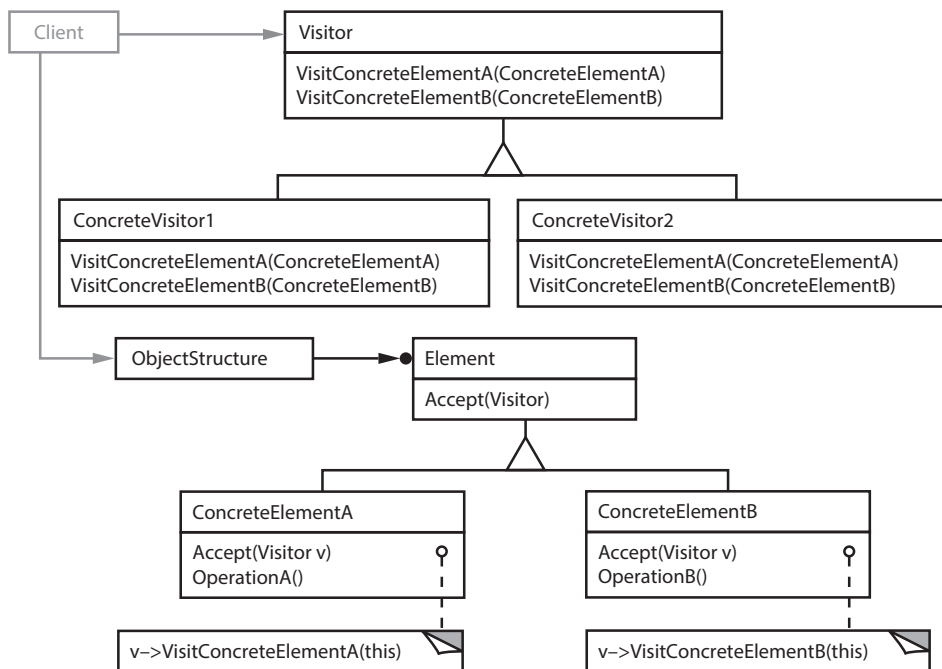 Client
Visitor
VisitConcreteElementA(ConcreteElementA)
VisitConcreteElementB(ConcreteElementB)
ConcreteVisitor1
VisitConcreteElementA(ConcreteElementA)
VisitConcreteElementB(ConcreteElementB)
ConcreteVisitor2
VisitConcreteElementA(ConcreteElementA)
VisitConcreteElementB(ConcreteElementB)
ObjectStructure
Element
Accept(Visitor)
ConcreteElementA
Accept(Visitor v)
OperationA()
v–>VisitConcreteElementA(this)
ConcreteElementB
Accept(Visitor v)
OperationB()
v–>VisitConcreteElementB(this)